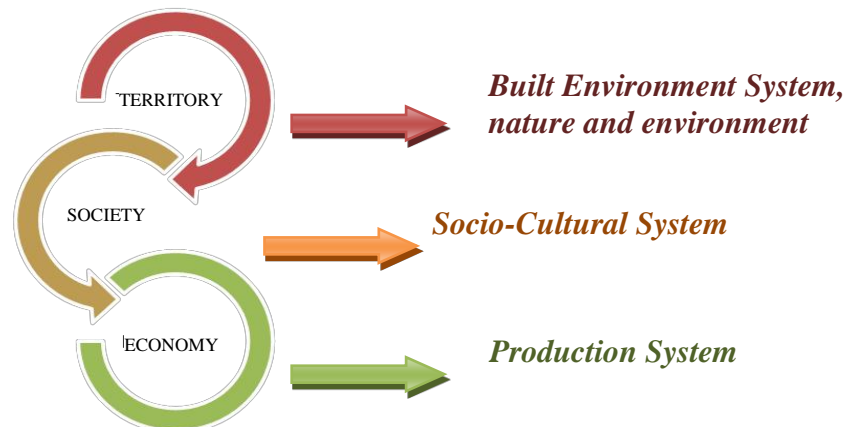 TERRITORY
Built Environment System,
nature and environment
SOCIETY
Socio-Cultural System
ECONOMY
Production System